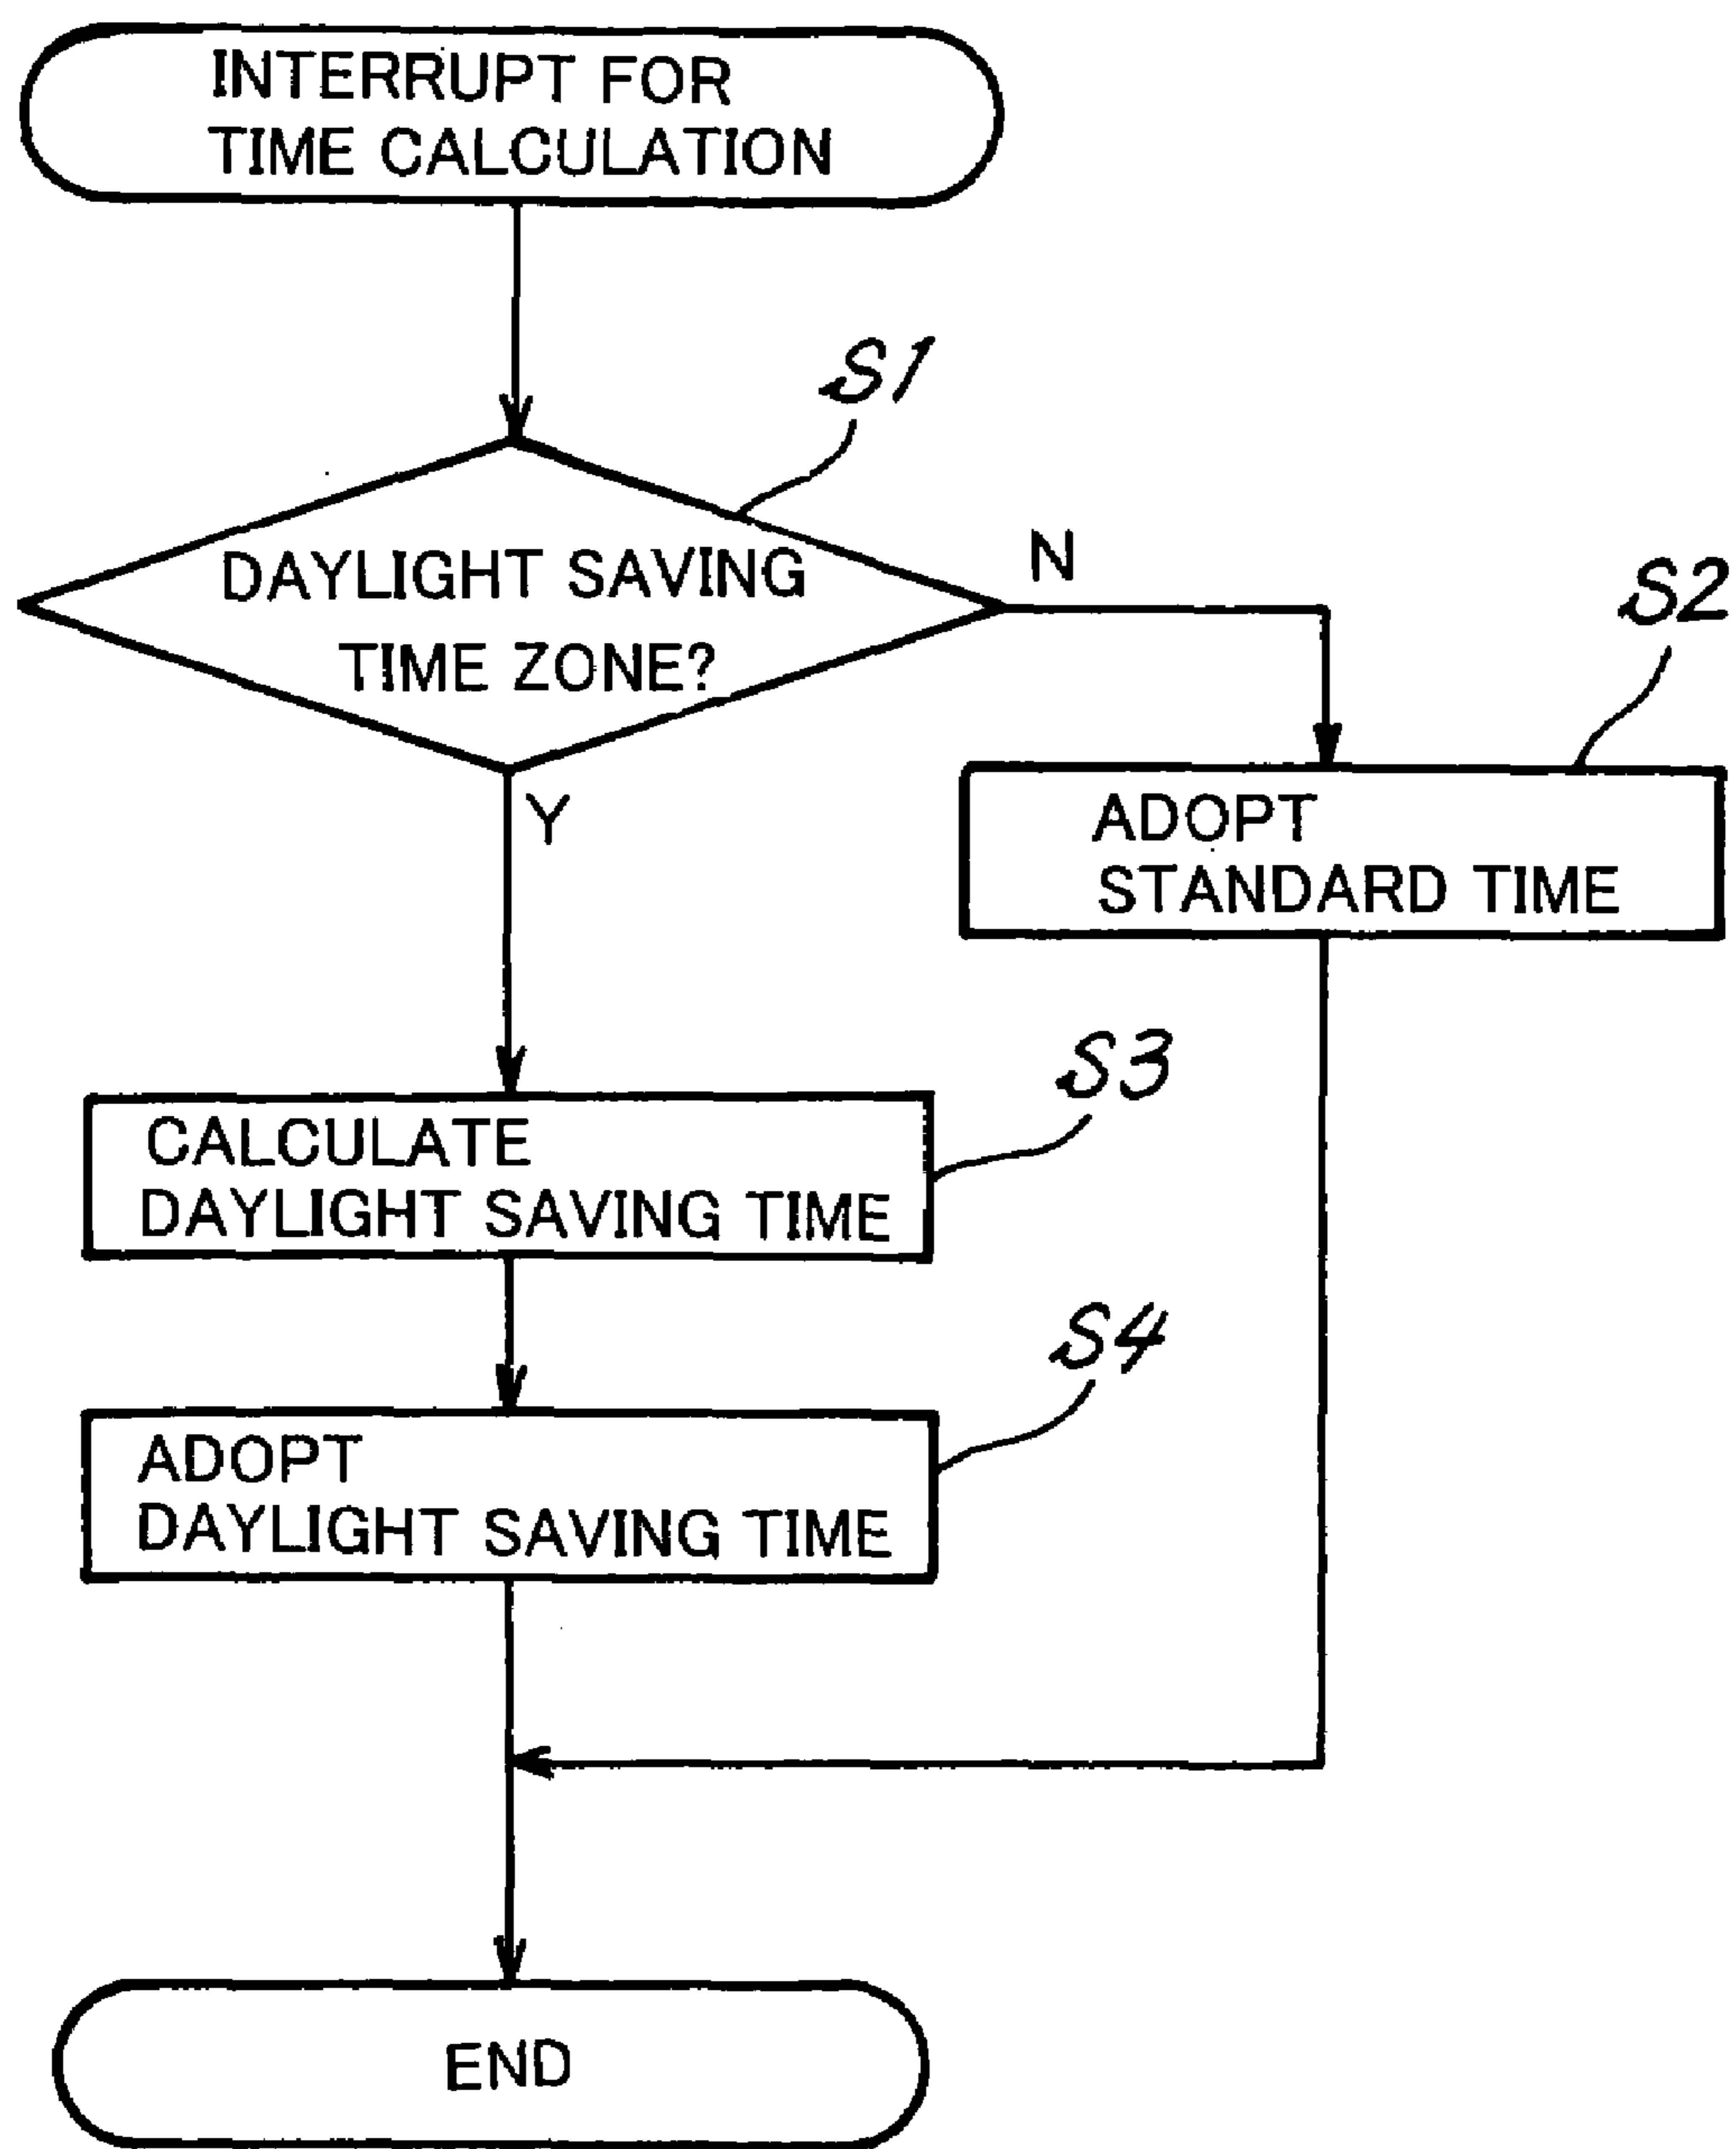 INTERRUPT FOR
TIME CALCULATION
S1
DAYLIGHT SAVING
TIME ZONE?
N
S2
Y
ADOPT
STANDARD TIME
S3
CALCULATE
DAYLIGHT SAVING TIME
S4
ADOPT
DAYLIGHT SAVING TIME
END